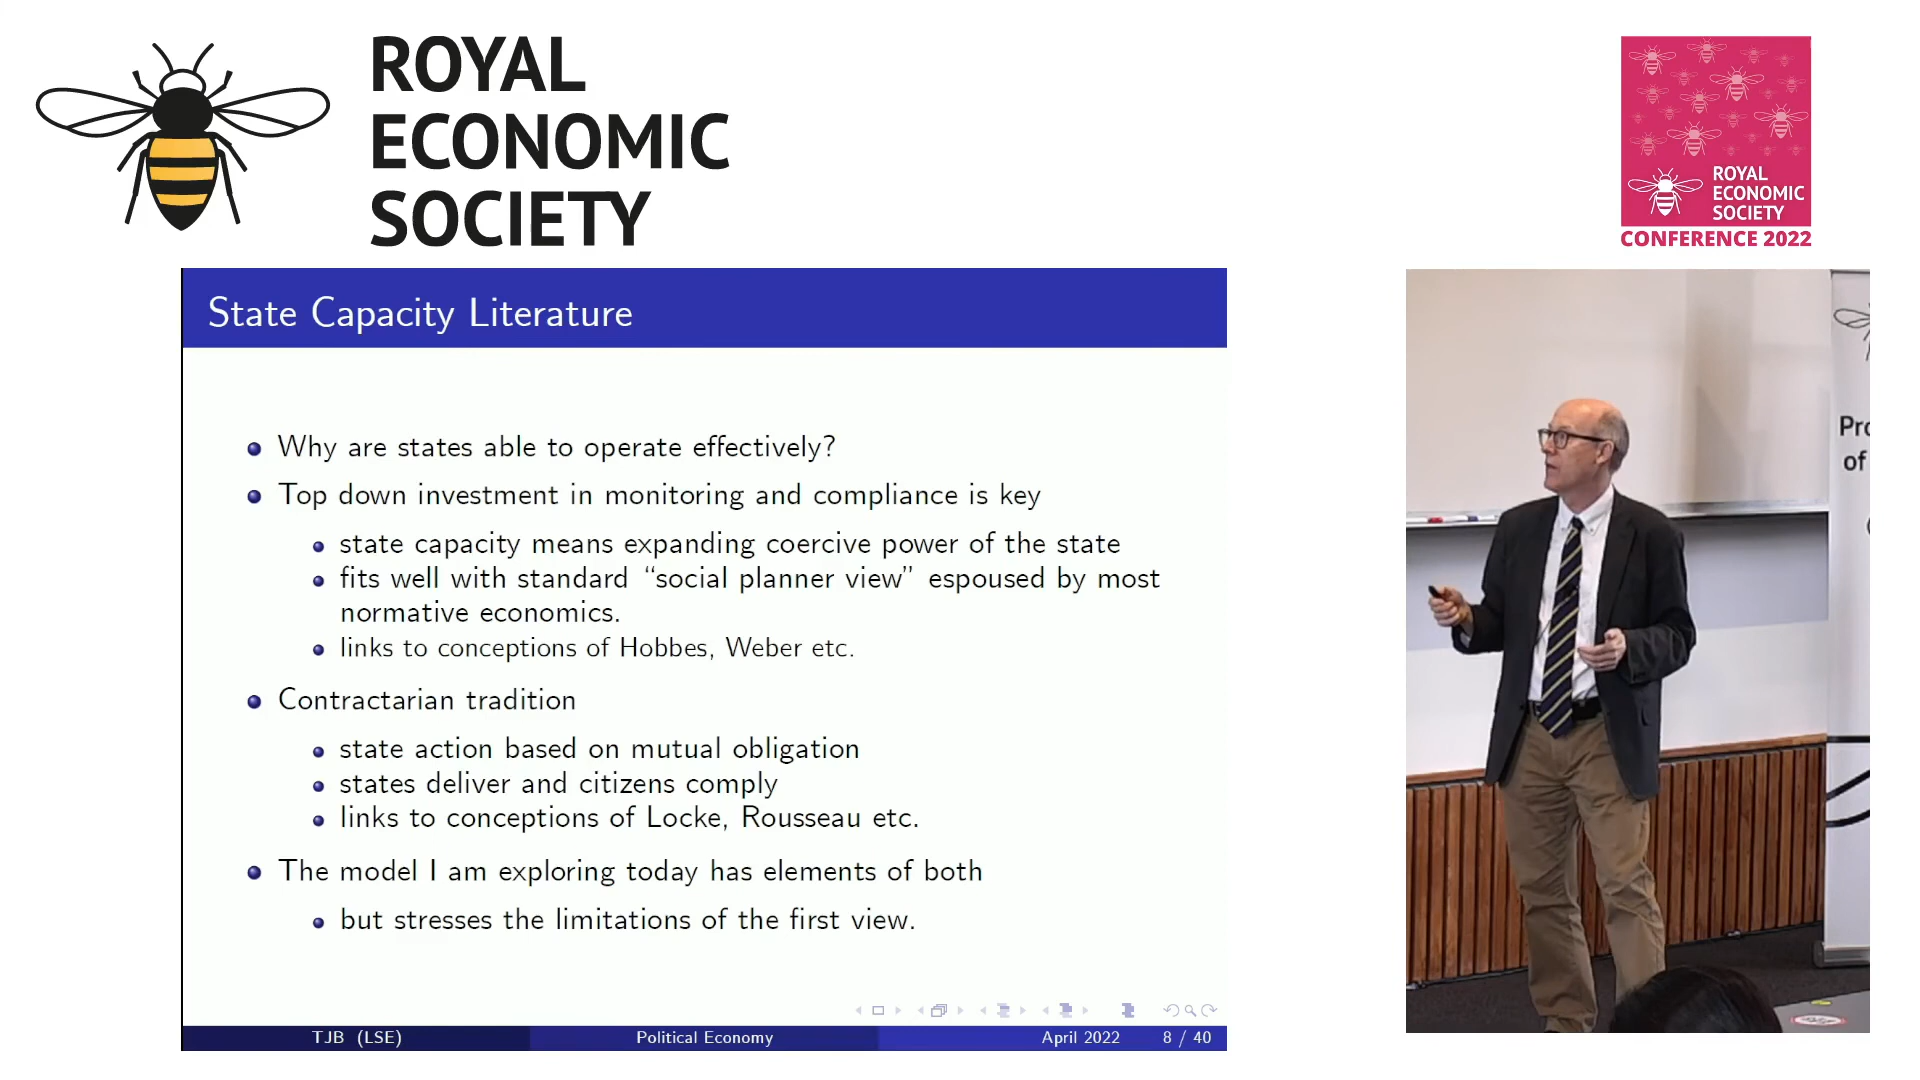 ROYAL
ECONOMIC
SOCIETY
ROYAL
ECONOMIC
SOCIETY
CONFERENCE 2022
State Capacity Literature
Why are states able to operate effectively?
Top down investment in monitoring and compliance is key
state capacity means expanding coercive power of the state
fits well with standard “social planner view” espoused by most
normative economics.
links to conceptions of Hobbes, Weber etc.
Contractarian tradition
state action based on mutual obligation
states deliver and citizens comply
links to conceptions of Locke, Rousseau etc.
The model I am exploring today has elements of both
but stresses the limitations of the first view.
TJB (LSE) Political Economy April 2022 8 / 40
of